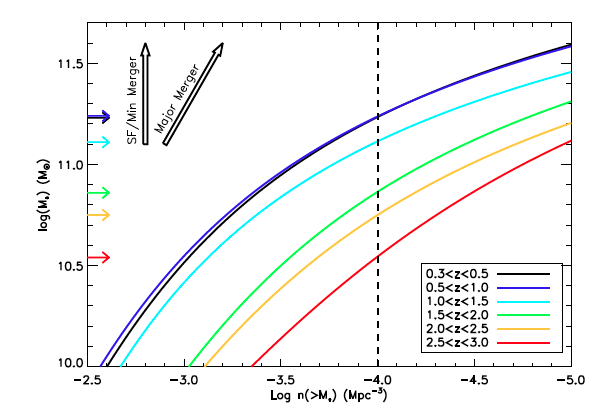 SF/Min Merger
Major Merger
11.5
11.0
10.5
10.0
log(M⁎) (M⊙)
-2.5 -3.0 -3.5 -4.0 -4.5 -5.0
Log n(>M⁎) (Mpc⁻³)
0.3<z<0.5
0.5<z<1.0
1.0<z<1.5
1.5<z<2.0
2.0<z<2.5
2.5<z<3.0